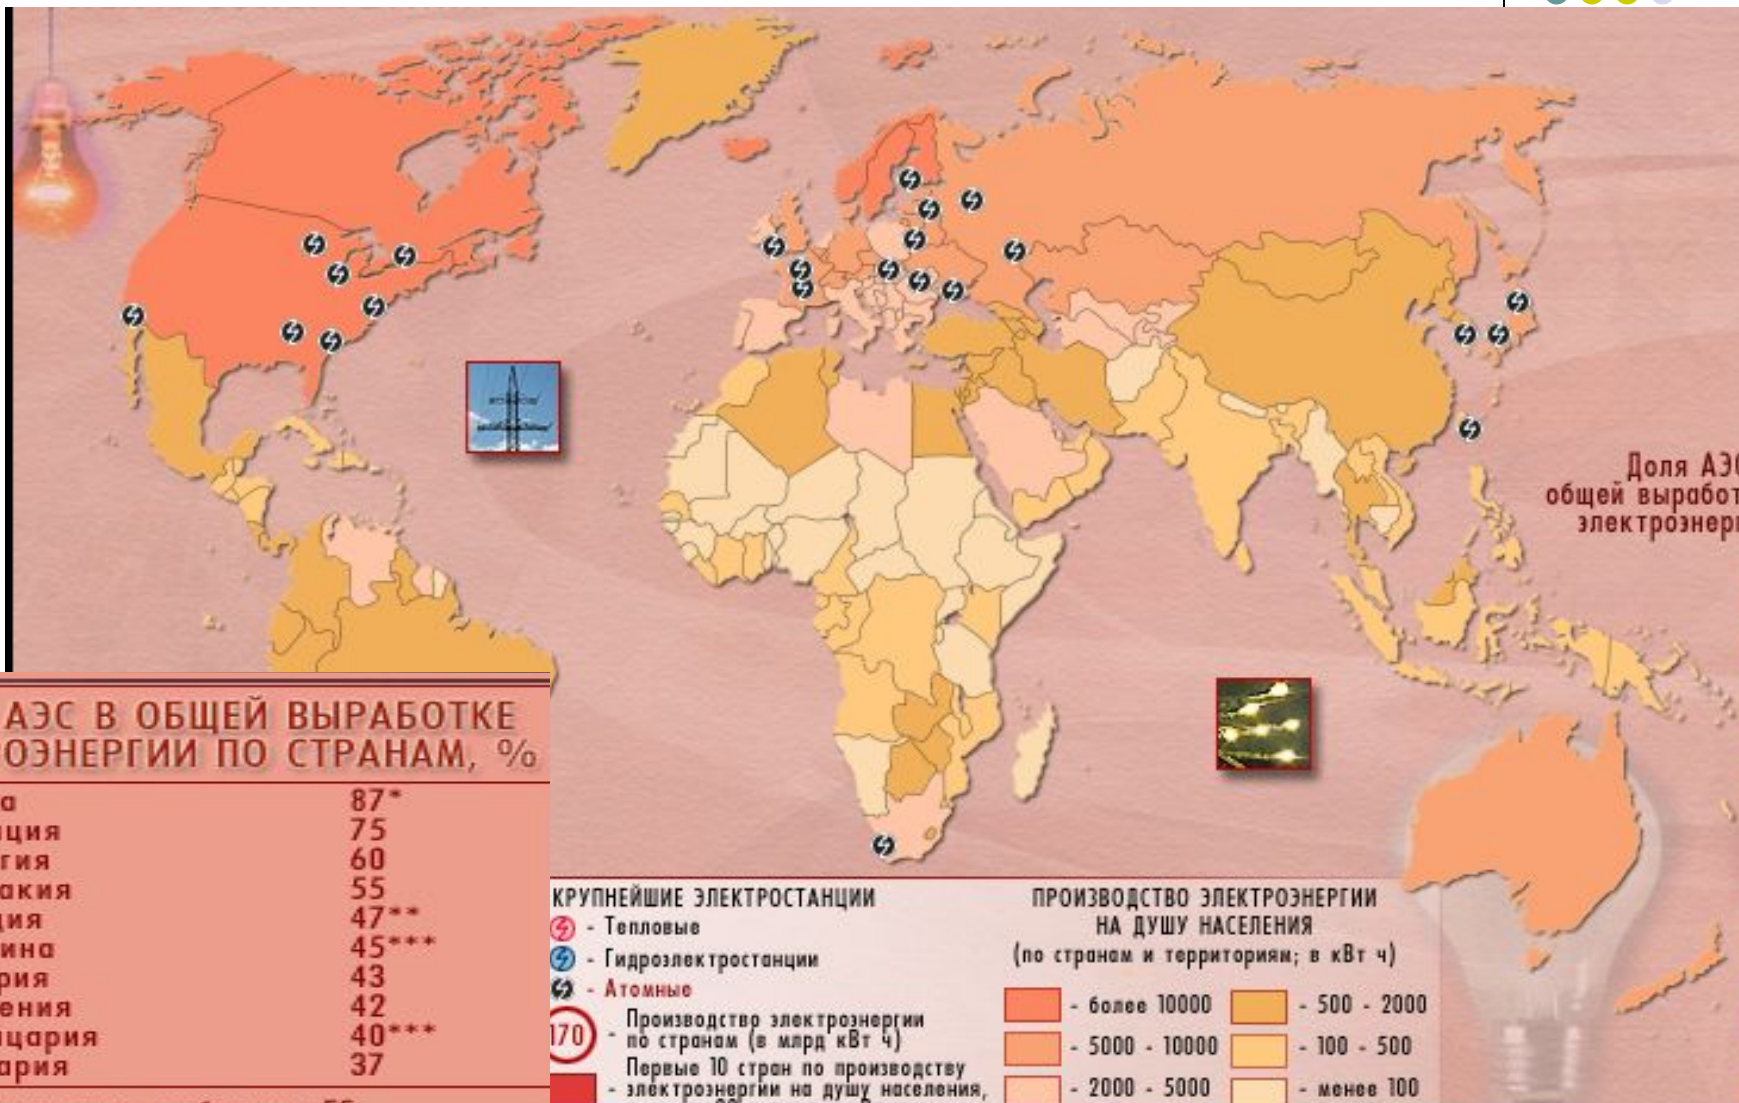 Доля АЭС
общей выработ
электроэнер
АЭС В ОБЩЕЙ ВЫРАБОТКЕ
ОЭНЕРГИИ ПО СТРАНАМ, %
а 87*
ция 75
гия 60
акия 55
ция 47**
ина 45***
рия 43
ения 42
цария 40***
ария 37
КРУПНЕЙШИЕ ЭЛЕКТРОСТАНЦИИ
- Тепловые
- Гидроэлектростанции
- Атомные
170 - Производство электроэнергии
по странам (в млрд кВт ч)
Первые 10 стран по производству
- электроэнергии на душу населения,
ПРОИЗВОДСТВО ЭЛЕКТРОЭНЕРГИИ
НА ДУШУ НАСЕЛЕНИЯ
(по странам и территориям; в кВт ч)
- более 10000
- 5000 - 10000
- 2000 - 5000
- 500 - 2000
- 100 - 500
- менее 100